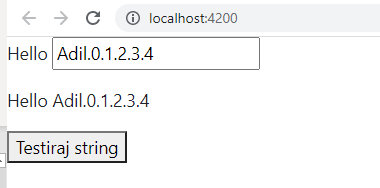 localhost:4200
Hello Adil.0.1.2.3.4
Hello Adil.0.1.2.3.4
Testiraj string